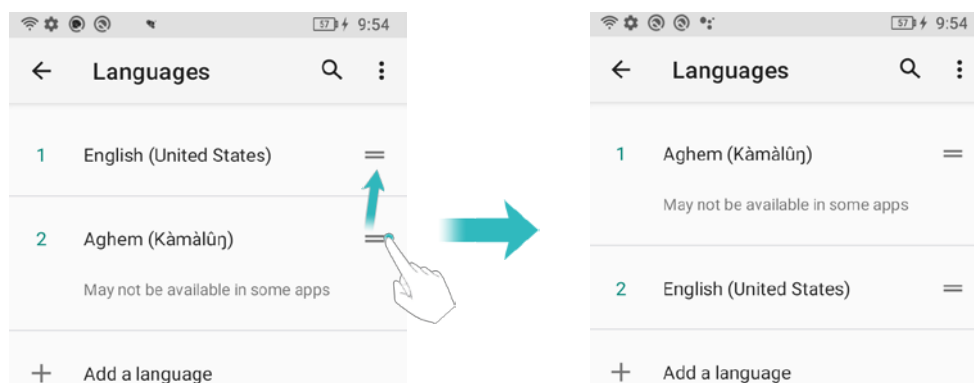 57 9:54
Languages
1 English (United States)
2 Aghem (Kàmàlûŋ)
May not be available in some apps
Add a language
57 9:54
Languages
1 Aghem (Kàmàlûŋ)
May not be available in some apps
2 English (United States)
Add a language